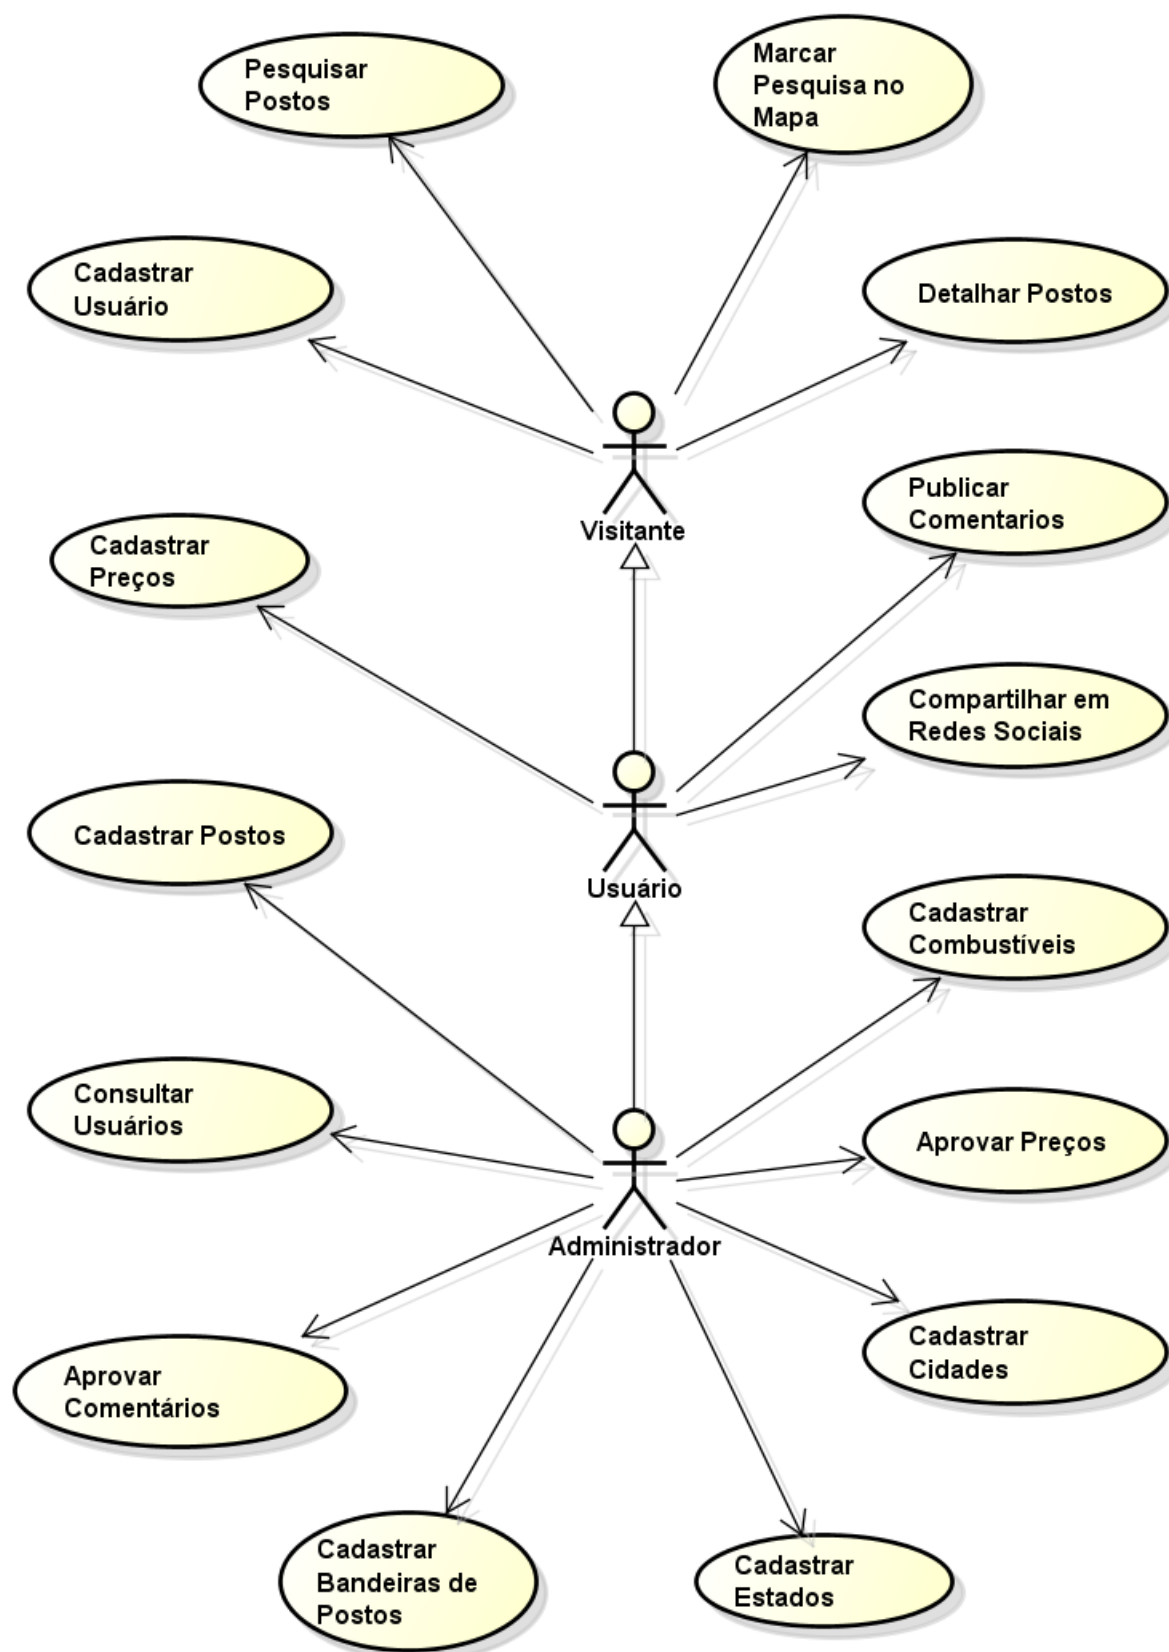 Pesquisar
Postos
Marcar
Pesquisa no
Mapa
Cadastrar
Usuário
Detalhar Postos
Visitante
Publicar
Comentarios
Cadastrar
Preços
Compartilhar em
Redes Sociais
Cadastrar Postos
Usuário
Cadastrar
Combustíveis
Consultar
Usuários
Aprovar Preços
Administrador
Cadastrar
Cidades
Aprovar
Comentários
Cadastrar
Bandeiras de
Postos
Cadastrar
Estados